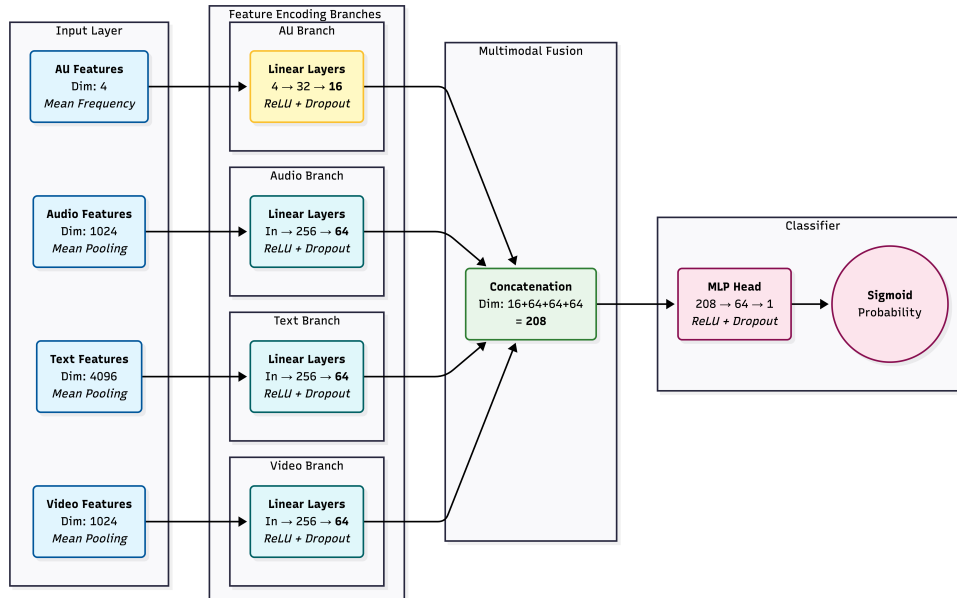 Input Layer
AU Features
Dim: 4
Mean Frequency
Audio Features
Dim: 1024
Mean Pooling
Text Features
Dim: 4096
Mean Pooling
Video Features
Dim: 1024
Mean Pooling
Feature Encoding Branches
AU Branch
Linear Layers
4 → 32 → 16
ReLU + Dropout
Audio Branch
Linear Layers
In → 256 → 64
ReLU + Dropout
Text Branch
Linear Layers
In → 256 → 64
ReLU + Dropout
Video Branch
Linear Layers
In → 256 → 64
ReLU + Dropout
Multimodal Fusion
Concatenation
Dim: 16+64+64+64
= 208
Classifier
MLP Head
208 → 64 → 1
ReLU + Dropout
Sigmoid
Probability